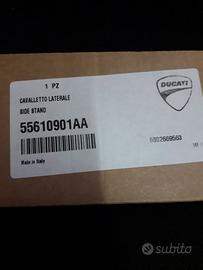 1 PZ
DUCATI
CAVALLETTO LATERALE
SIDE STAND
55610901AA
Made in Italy
subito